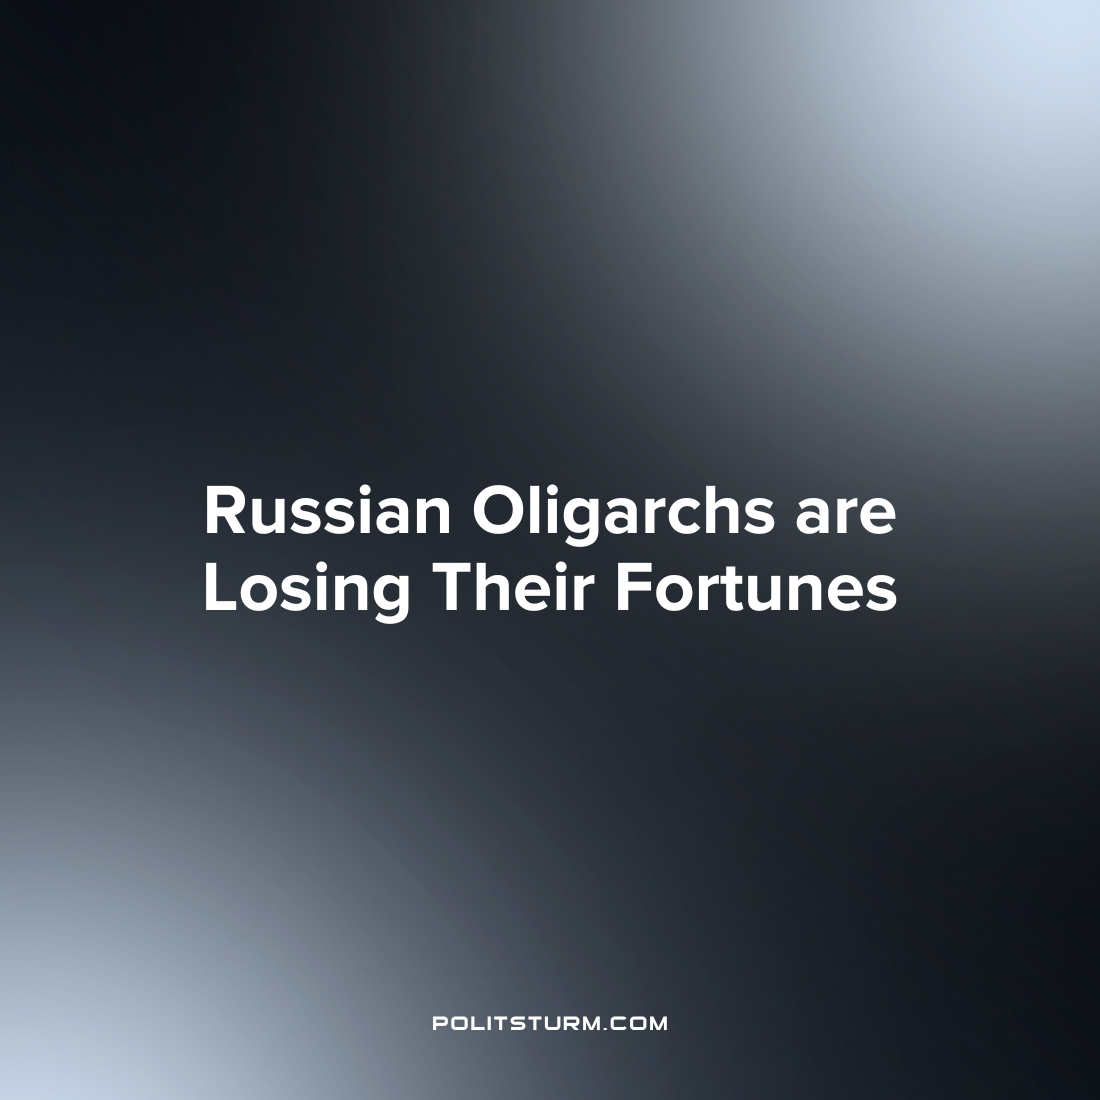 Russian Oligarchs are
Losing Their Fortunes
POLITSTURM.COM